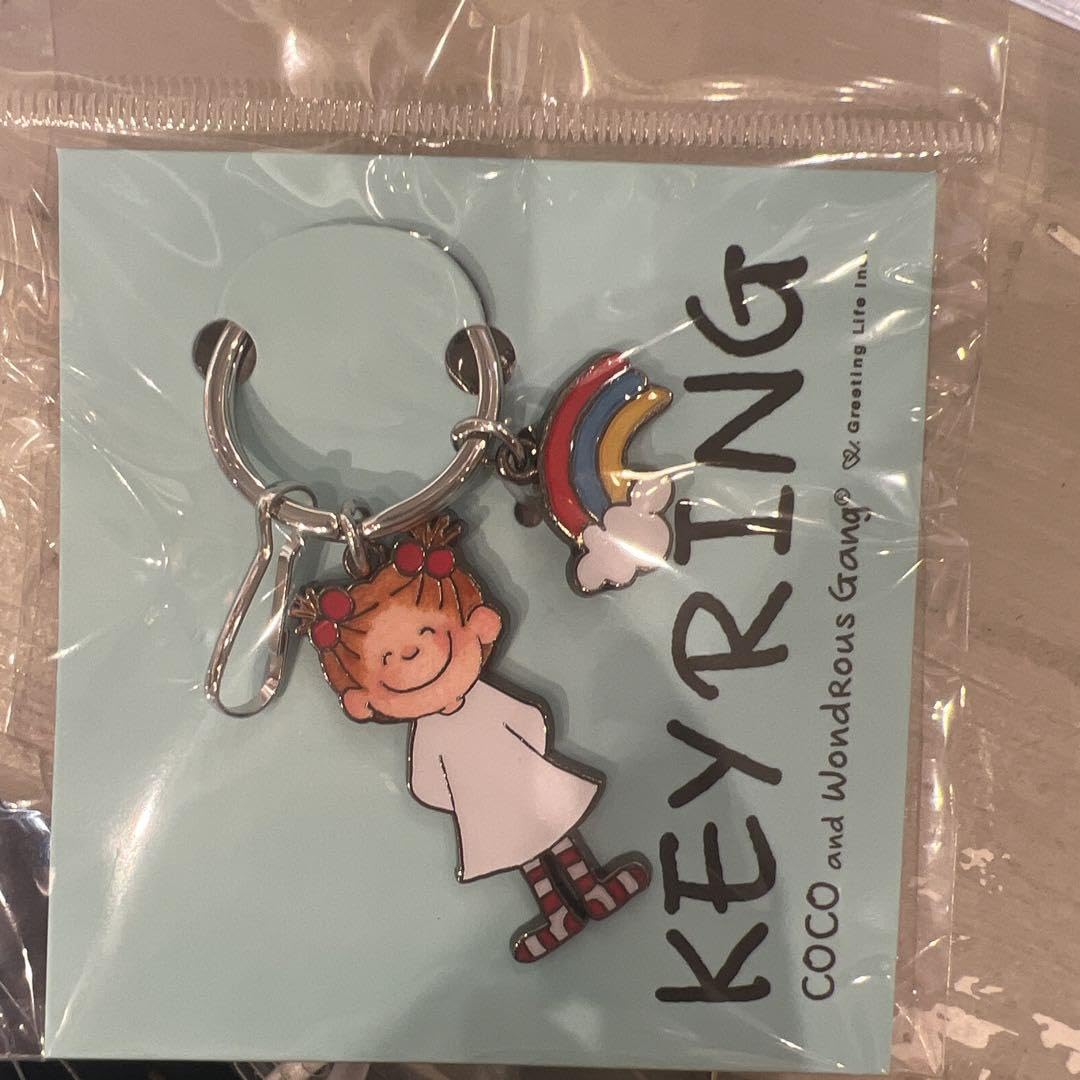 KEYRING
COCO and WondRous Gang®
Greeting Life Inc.